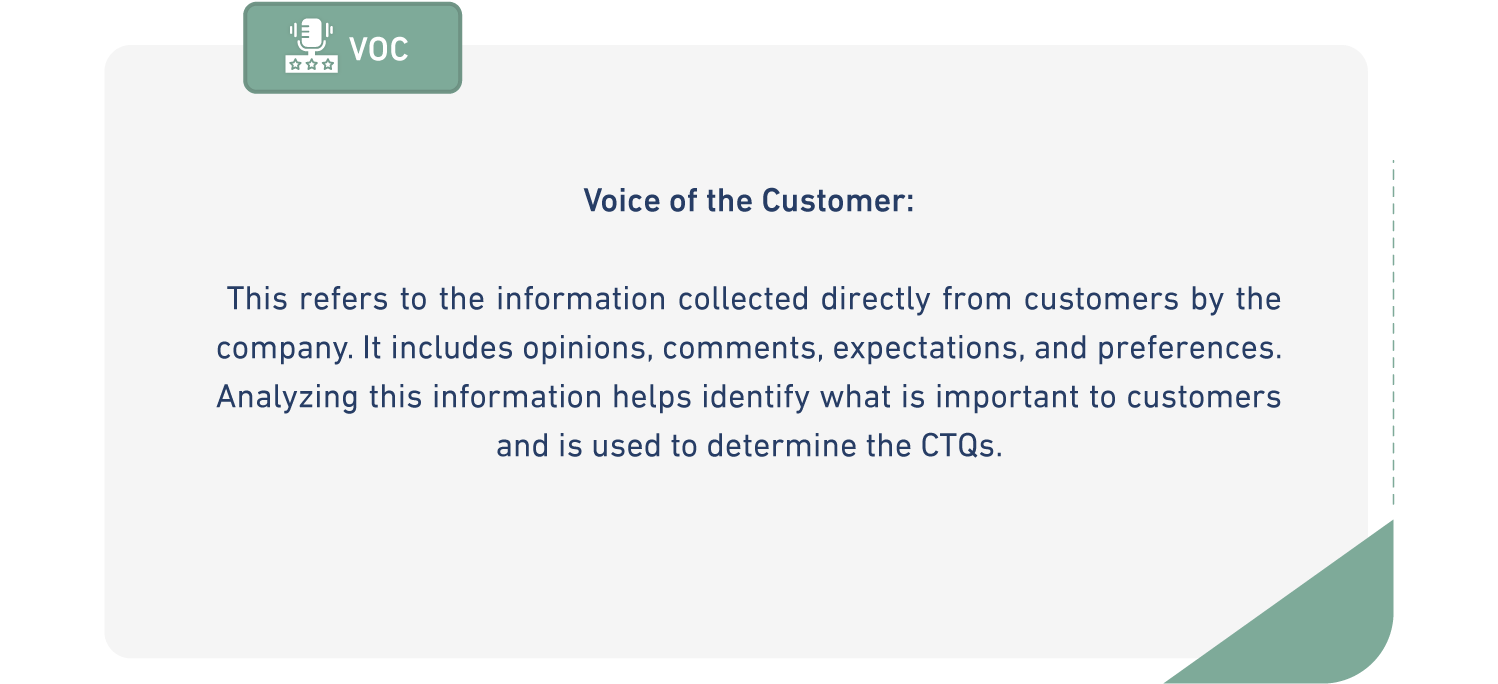 VOC
Voice of the Customer:
This refers to the information collected directly from customers by the
company. It includes opinions, comments, expectations, and preferences.
Analyzing this information helps identify what is important to customers
and is used to determine the CTQs.